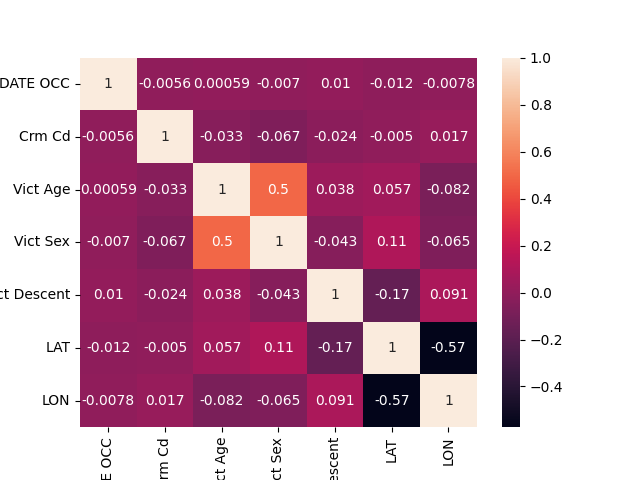 DATE OCC 1 -0.0056 0.00059 -0.007 0.01 -0.012 -0.0078
Crm Cd -0.0056 1 -0.033 -0.067 -0.024 -0.005 0.017
Vict Age 0.00059 -0.033 1 0.5 0.038 0.057 -0.082
Vict Sex -0.007 -0.067 0.5 1 -0.043 0.11 -0.065
ct Descent 0.01 -0.024 0.038 -0.043 1 -0.17 0.091
LAT -0.012 -0.005 0.057 0.11 -0.17 1 -0.57
LON -0.0078 0.017 -0.082 -0.065 0.091 -0.57 1
E OCC
rm Cd
ct Age
ct Sex
escent
LAT
LON
1.0
0.8
0.6
0.4
0.2
0.0
−0.2
−0.4